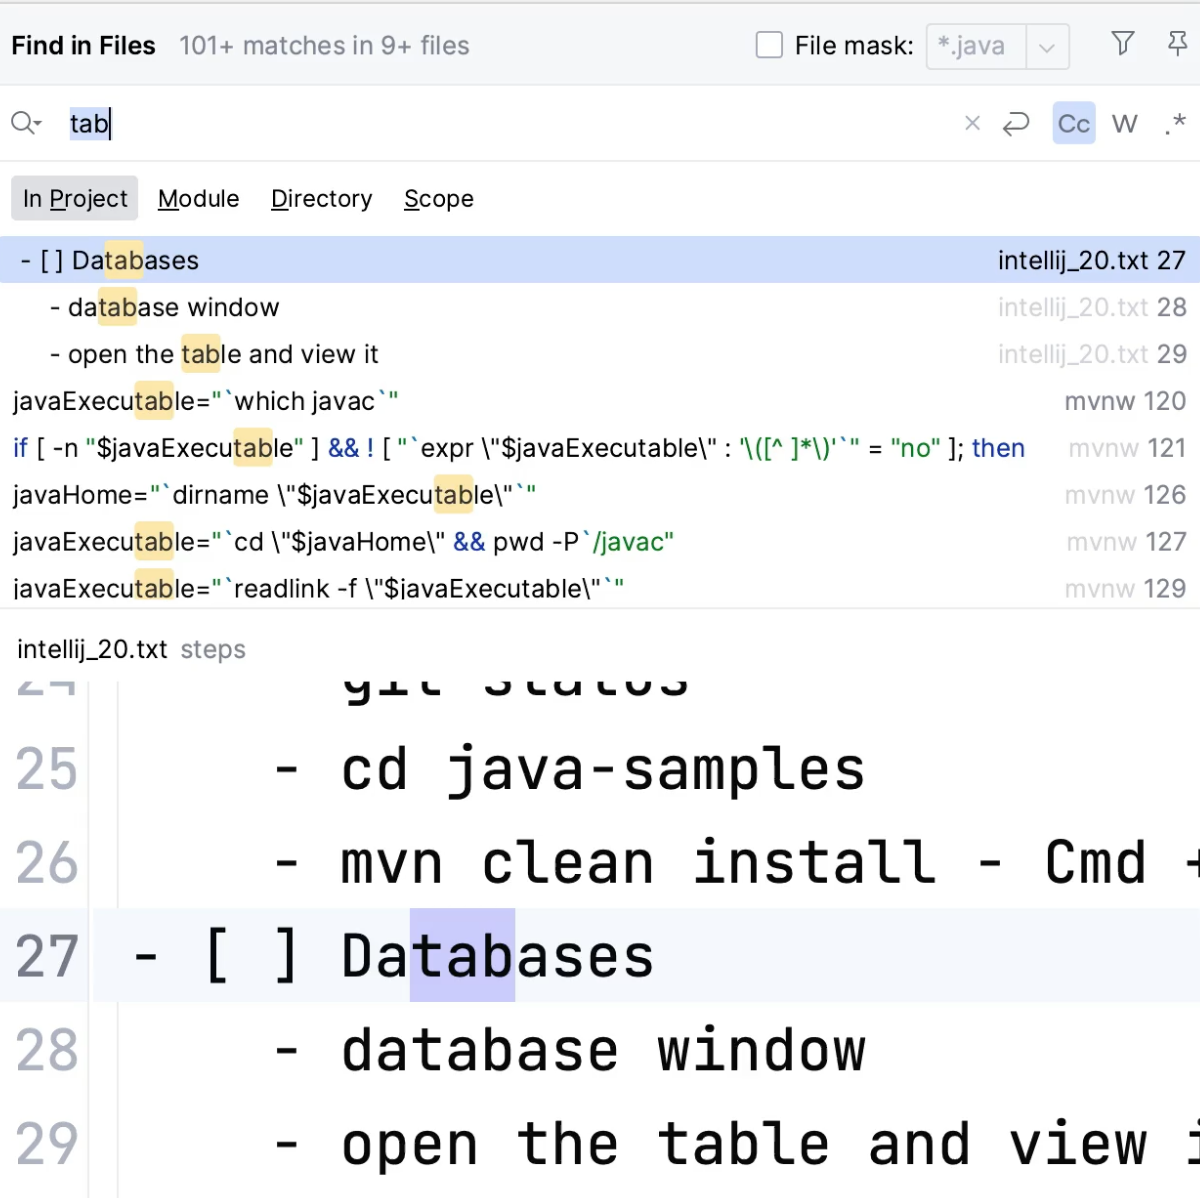 Find in Files 101+ matches in 9+ files File mask: *.java
tab Cc W .*
In Project Module Directory Scope
- [ ] Databases intellij_20.txt 27
- database window intellij_20.txt 28
- open the table and view it intellij_20.txt 29
javaExecutable="`which javac`" mvnw 120
if [ -n "$javaExecutable" ] && ! [ "`expr \"$javaExecutable\" : '\([^ ]*\)'`" = "no" ]; then mvnw 121
javaHome="`dirname \"$javaExecutable\"`" mvnw 126
javaExecutable="`cd \"$javaHome\" && pwd -P`/javac" mvnw 127
javaExecutable="`readlink -f \"$javaExecutable\"`" mvnw 129
intellij_20.txt steps
24 git status
25 - cd java-samples
26 - mvn clean install - Cmd +
27 - [ ] Databases
28 - database window
29 - open the table and view i